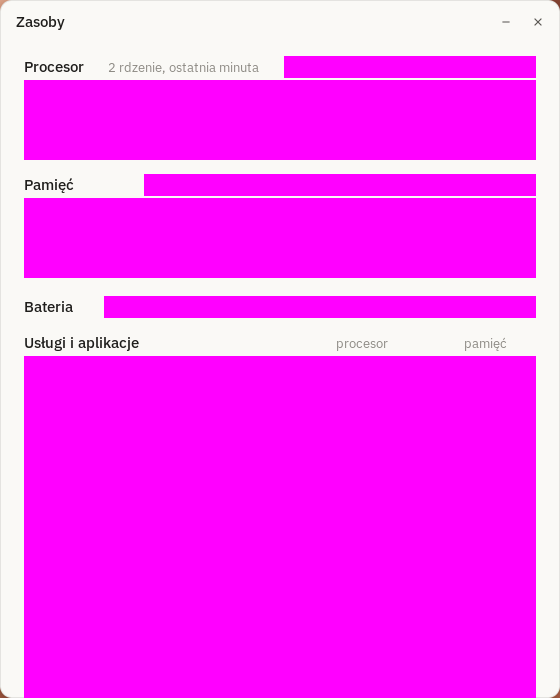 Zasoby
Procesor 2 rdzenie, ostatnia minuta
Pamięć
Bateria
Usługi i aplikacje procesor pamięć